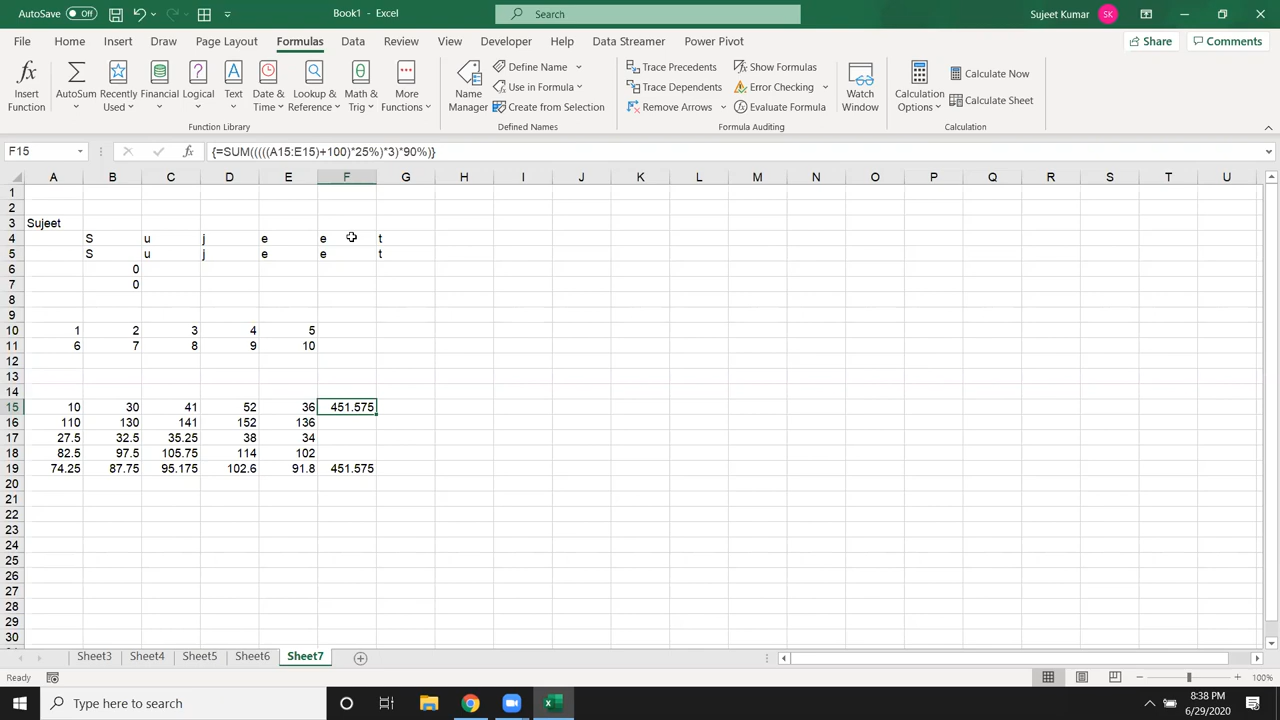 AutoSave Off Book1 - Excel Search Sujeet Kumar SK
File Home Insert Draw Page Layout Formulas Data Review View Developer Help Data Streamer Power Pivot Share Comments
Insert Function
AutoSum
Recently Used
Financial
Logical
Text
Date & Time
Lookup & Reference
Math & Trig
More Functions
Function Library
Name Manager
Define Name
Use in Formula
Create from Selection
Defined Names
Trace Precedents
Trace Dependents
Remove Arrows
Show Formulas
Error Checking
Evaluate Formula
Formula Auditing
Watch Window
Calculation Options
Calculate Now
Calculate Sheet
Calculation
F15 fx {=SUM(((((A15:E15)+100)*25%)*3)*90%)}
A B C D E F G H I J K L M N O P Q R S T U
1
2
3 Sujeet
4 S u j e e t
5 S u j e e t
6 0
7 0
8
9
10 1 2 3 4 5
11 6 7 8 9 10
12
13
14
15 10 30 41 52 36 451.575
16 110 130 141 152 136
17 27.5 32.5 35.25 38 34
18 82.5 97.5 105.75 114 102
19 74.25 87.75 95.175 102.6 91.8 451.575
20
21
22
23
24
25
26
27
28
29
30
Sheet3 Sheet4 Sheet5 Sheet6 Sheet7
Ready 100%
Type here to search
8:38 PM
6/29/2020